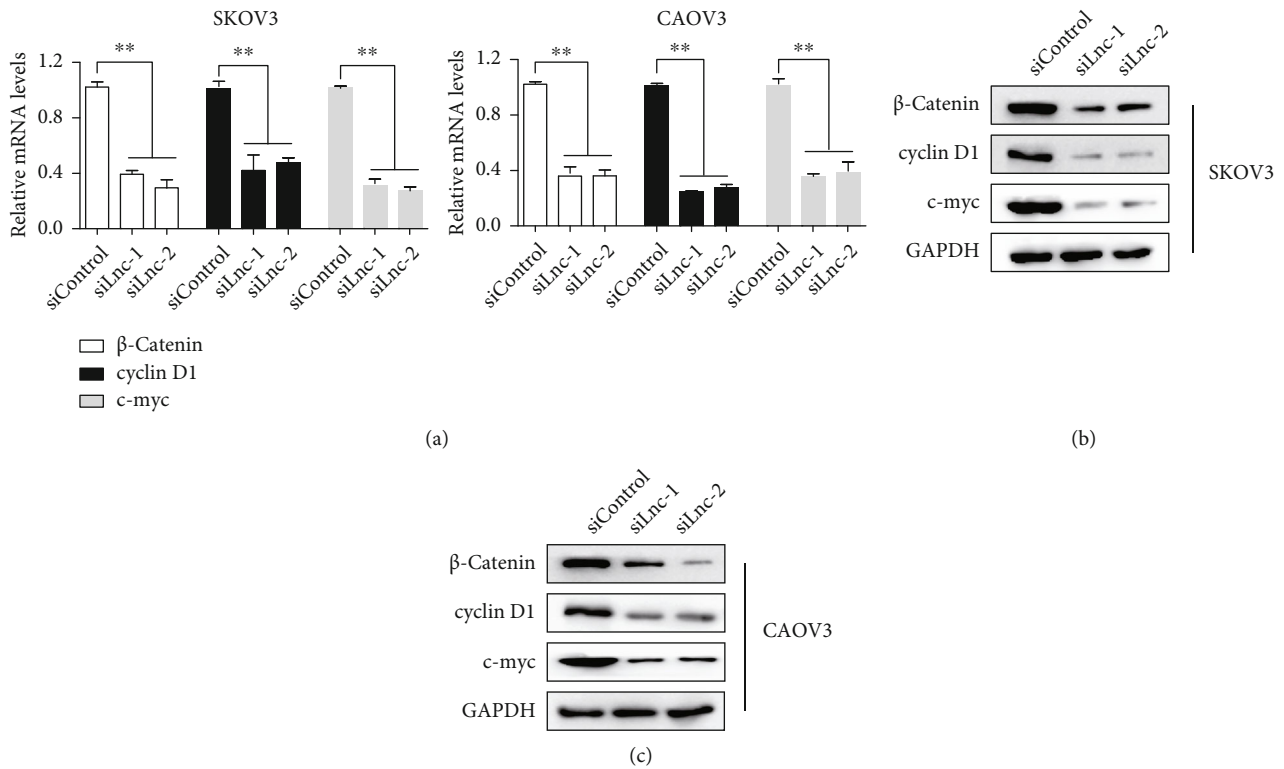 SKOV3
Relative mRNA levels
1.2
0.8
0.4
0.0
** ** **
siControl siLnc-1 siLnc-2 siControl siLnc-1 siLnc-2 siControl siLnc-1 siLnc-2
CAOV3
Relative mRNA levels
1.2
0.8
0.4
0.0
** ** **
siControl siLnc-1 siLnc-2 siControl siLnc-1 siLnc-2 siControl siLnc-1 siLnc-2
β-Catenin
cyclin D1
c-myc
(a)
siControl siLnc-1 siLnc-2
β-Catenin
cyclin D1
c-myc
GAPDH
SKOV3
(b)
siControl siLnc-1 siLnc-2
β-Catenin
cyclin D1
c-myc
GAPDH
CAOV3
(c)